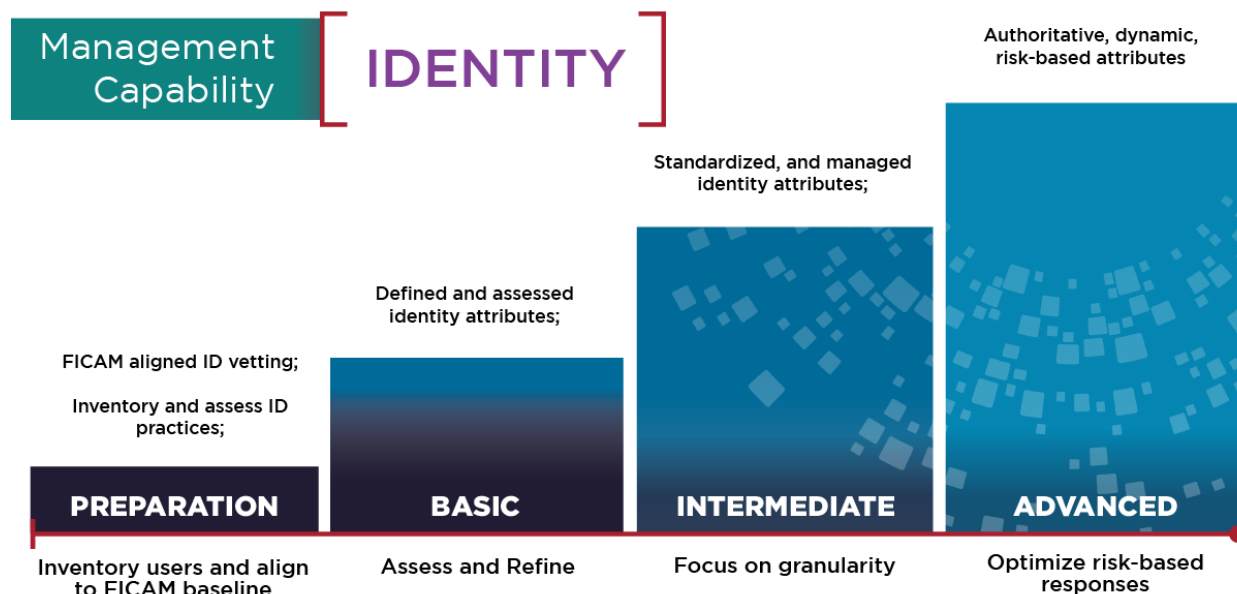 Management
Capability
IDENTITY
Authoritative, dynamic,
risk-based attributes
Standardized, and managed
identity attributes;
Defined and assessed
identity attributes;
FICAM aligned ID vetting;
Inventory and assess ID
practices;
PREPARATION
BASIC
INTERMEDIATE
ADVANCED
Inventory users and align
to FICAM baseline
Assess and Refine
Focus on granularity
Optimize risk-based
responses